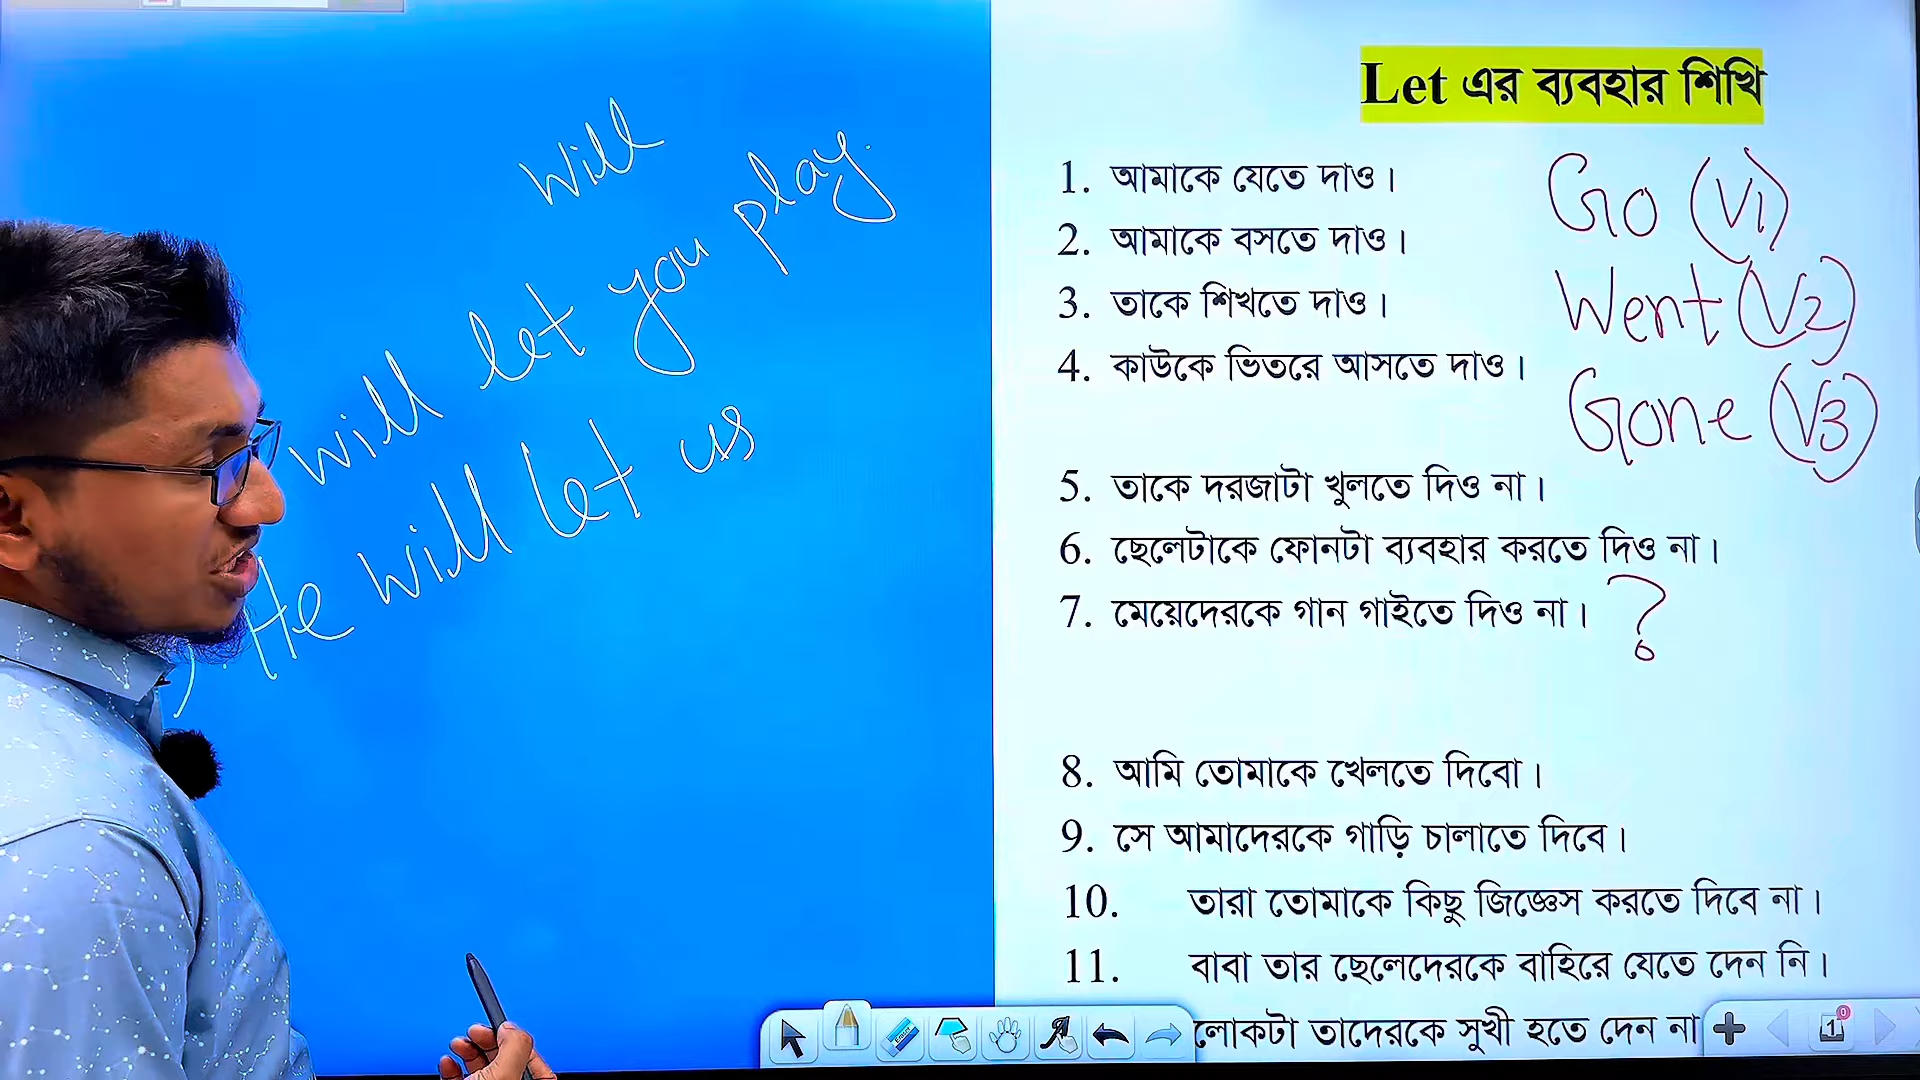 will
will let you play.
He will let us
Let এর ব্যবহার শিখি
1. আমাকে যেতে দাও।
2. আমাকে বসতে দাও।
3. তাকে শিখতে দাও।
4. কাউকে ভিতরে আসতে দাও।
Go (V1)
Went (V2)
Gone (V3)
5. তাকে দরজাটা খুলতে দিও না।
6. ছেলেটাকে ফোনটা ব্যবহার করতে দিও না।
7. মেয়েদেরকে গান গাইতে দিও না। ?
8. আমি তোমাকে খেলতে দিবো।
9. সে আমাদেরকে গাড়ি চালাতে দিবে।
10. তারা তোমাকে কিছু জিজ্ঞেস করতে দিবে না।
11. বাবা তার ছেলেদেরকে বাহিরে যেতে দেন নি।
লোকটা তাদেরকে সুখী হতে দেন না
1
0